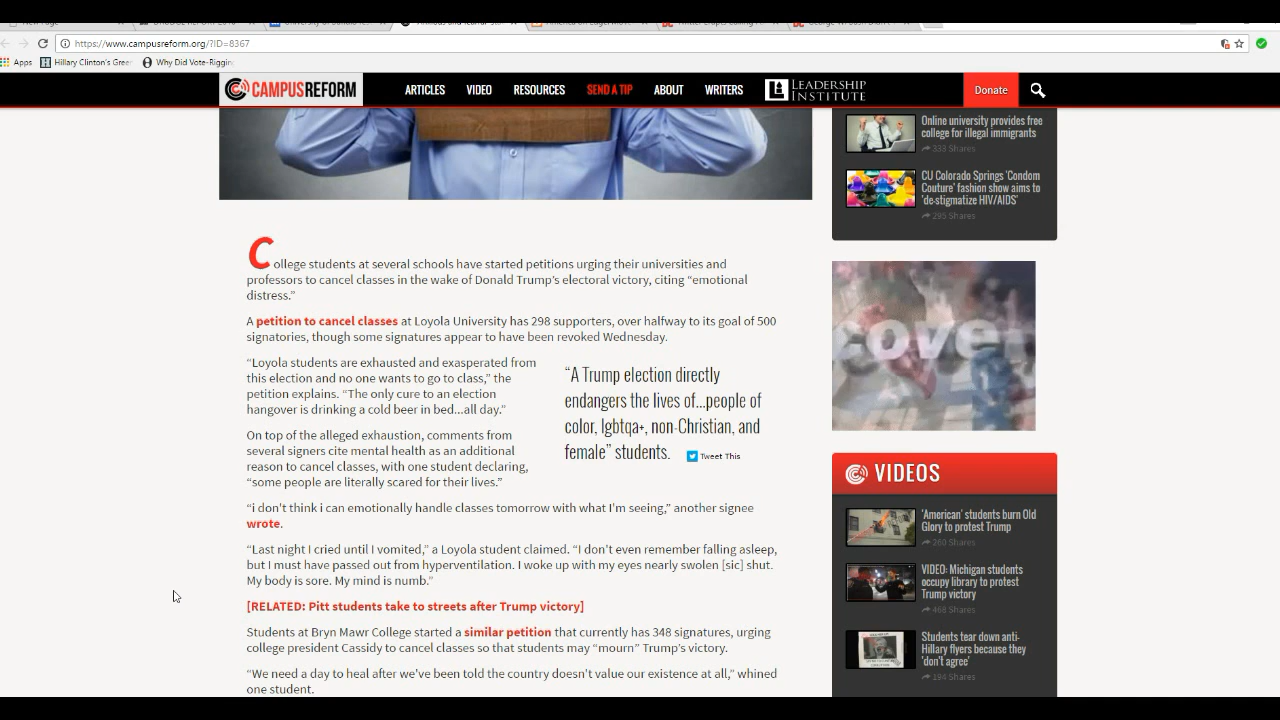 https://www.campusreform.org/?ID=8367
Apps
Hillary Clinton's Gree
Why Did Vote-Riggin
CAMPUSREFORM
ARTICLES
VIDEO
RESOURCES
SEND A TIP
ABOUT
WRITERS
LEADERSHIP
INSTITUTE
Donate
College students at several schools have started petitions urging their universities and
professors to cancel classes in the wake of Donald Trump's electoral victory, citing “emotional
distress.”
A petition to cancel classes at Loyola University has 298 supporters, over halfway to its goal of 500
signatories, though some signatures appear to have been revoked Wednesday.
“Loyola students are exhausted and exasperated from
this election and no one wants to go to class,” the
petition explains. “The only cure to an election
hangover is drinking a cold beer in bed...all day.”
“A Trump election directly
endangers the lives of...people of
color, lgbtqa+, non-Christian, and
female” students.
Tweet This
On top of the alleged exhaustion, comments from
several signers cite mental health as an additional
reason to cancel classes, with one student declaring,
“some people are literally scared for their lives.”
“i don't think i can emotionally handle classes tomorrow with what I'm seeing,” another signee
wrote.
“Last night I cried until I vomited,” a Loyola student claimed. “I don't even remember falling asleep,
but I must have passed out from hyperventilation. I woke up with my eyes nearly swolen [sic] shut.
My body is sore. My mind is numb.”
[RELATED: Pitt students take to streets after Trump victory]
Students at Bryn Mawr College started a similar petition that currently has 348 signatures, urging
college president Cassidy to cancel classes so that students may “mourn” Trump's victory.
“We need a day to heal after we've been told the country doesn't value our existence at all,” whined
one student.
Online university provides free
college for illegal immigrants
333 Shares
CU Colorado Springs 'Condom
Couture' fashion show aims to
'de-stigmatize HIV/AIDS'
295 Shares
cover
VIDEOS
'American' students burn Old
Glory to protest Trump
260 Shares
VIDEO: Michigan students
occupy library to protest
Trump victory
468 Shares
Students tear down anti-
Hillary flyers because they
'don't agree'
194 Shares